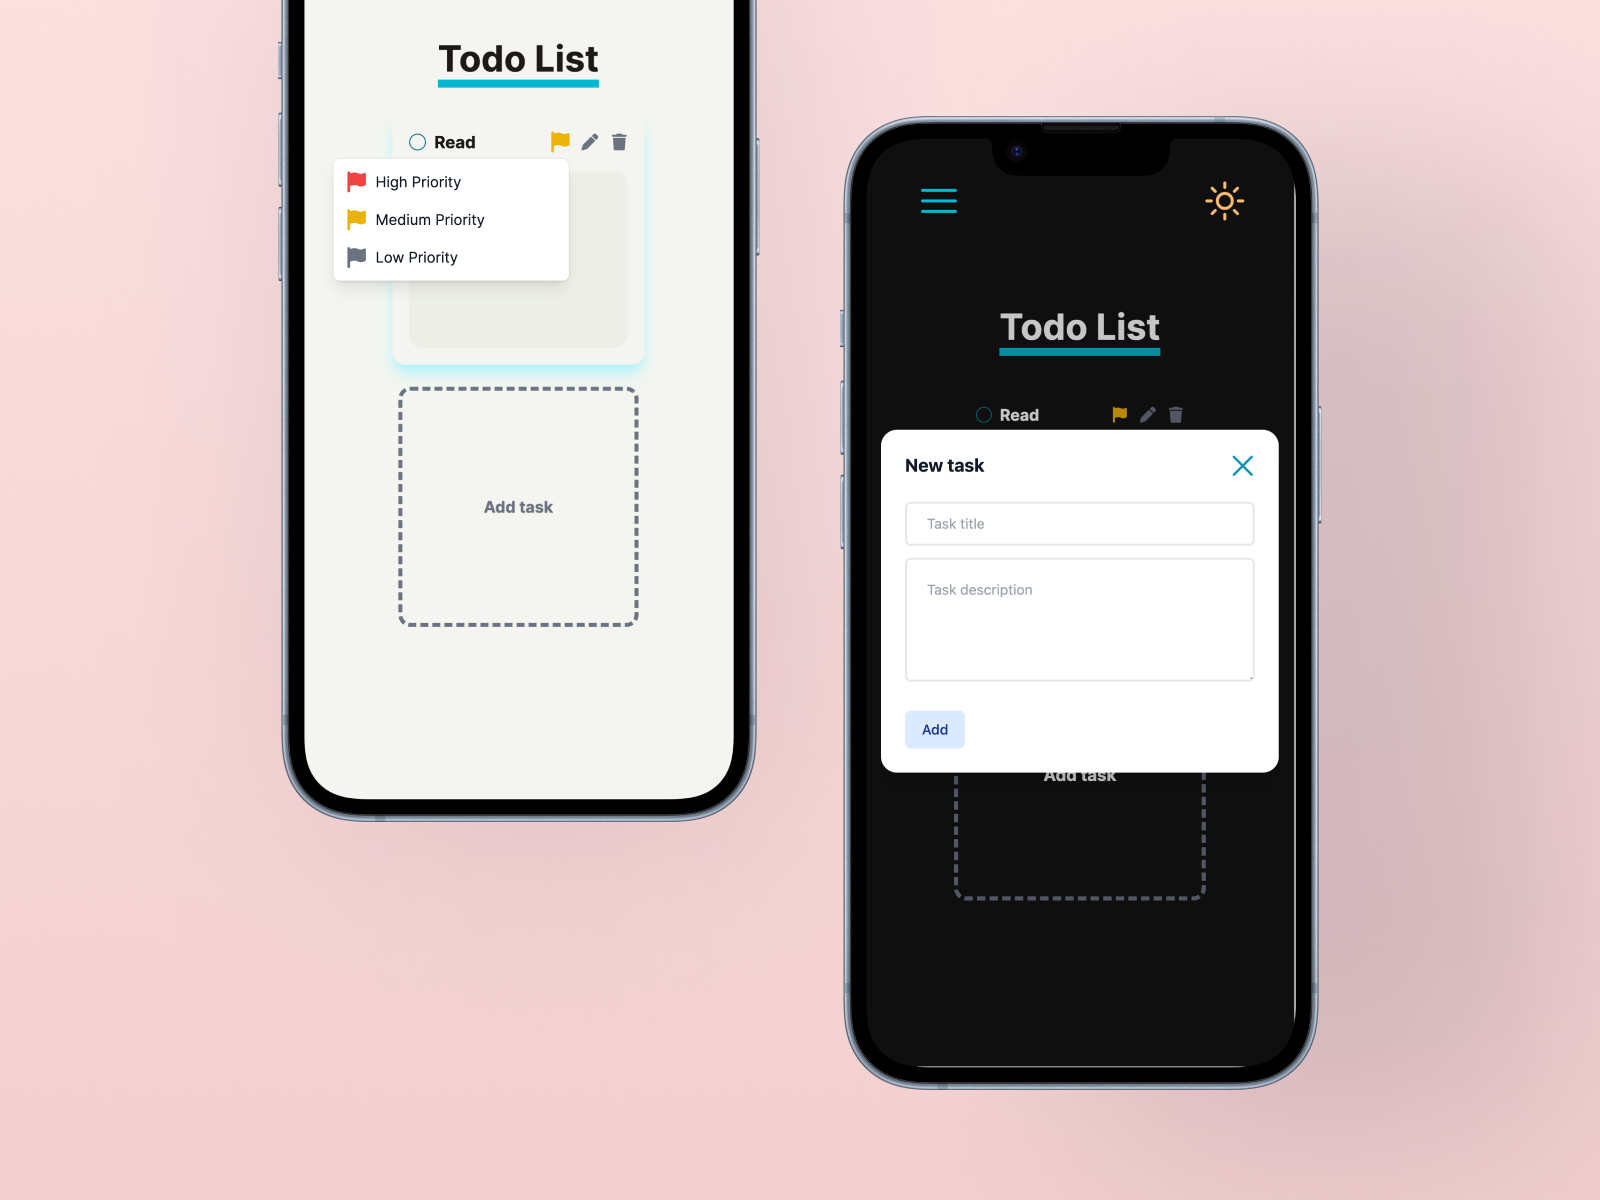 Todo List
Read
High Priority
Medium Priority
Low Priority
Add task
Todo List
Read
New task
Task title
Task description
Add
Add task